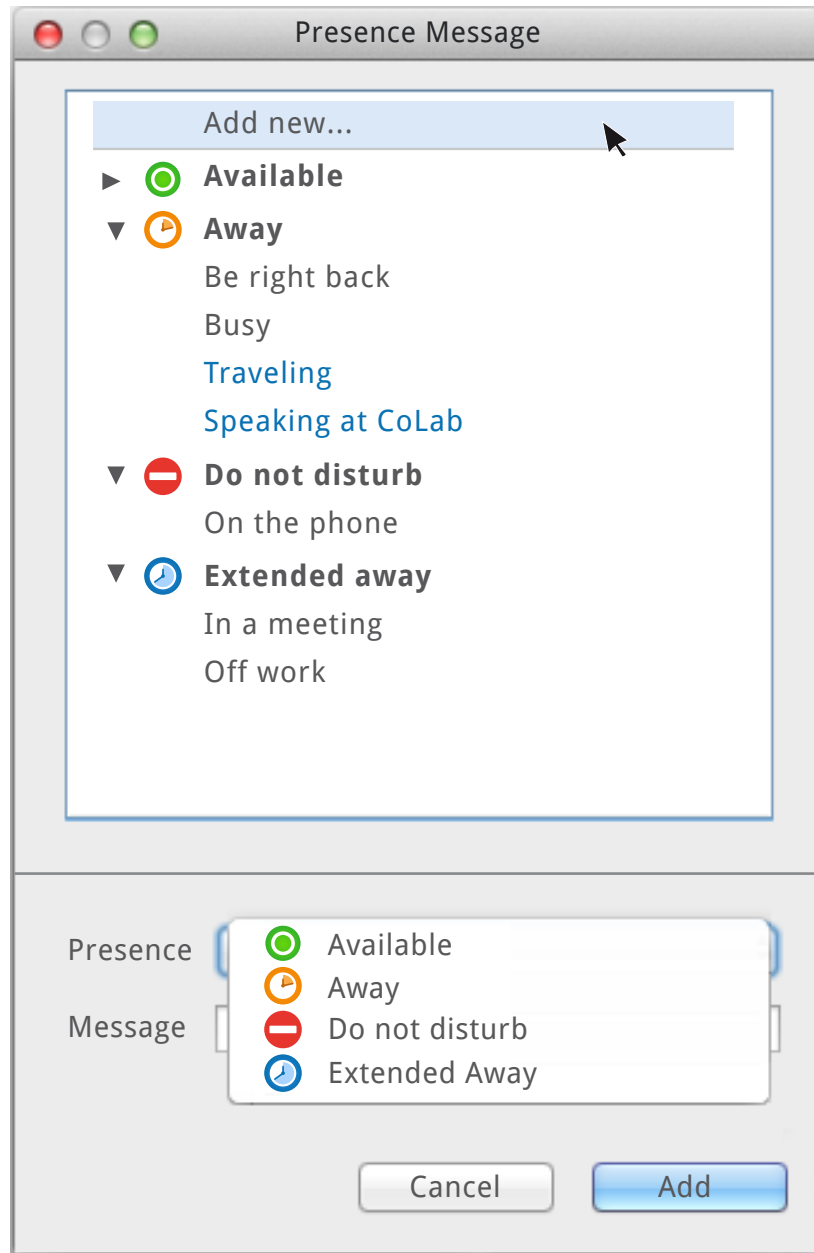 Presence Message
Add new...
Available
Away
Be right back
Busy
Traveling
Speaking at CoLab
Do not disturb
On the phone
Extended away
In a meeting
Off work
Presence
Available
Away
Message
Do not disturb
Extended Away
Cancel
Add